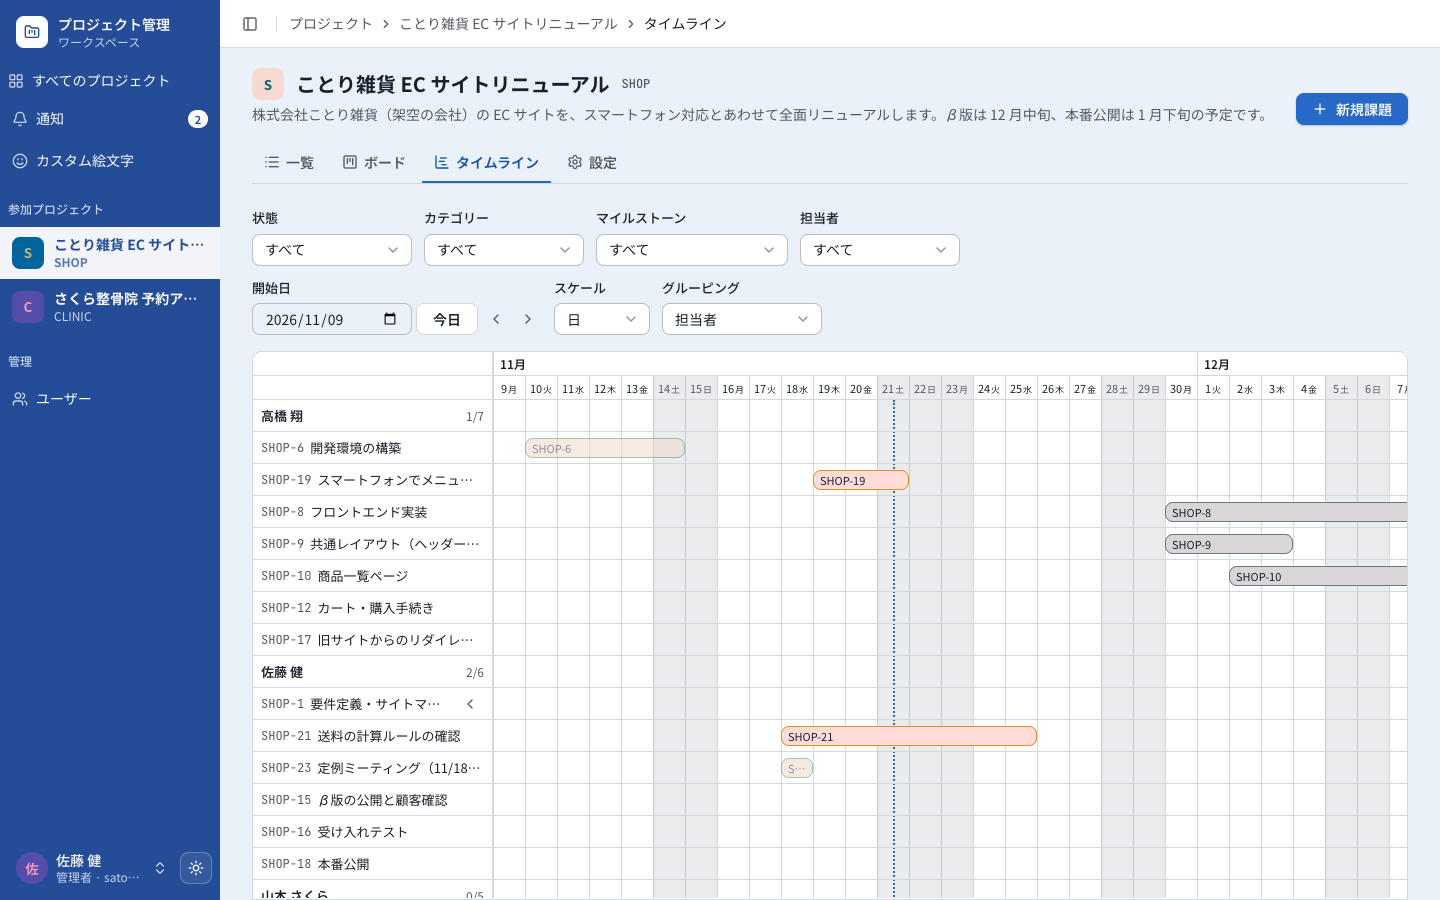 プロジェクト管理
ワークスペース
すべてのプロジェクト
通知 2
カスタム絵文字
参加プロジェクト
S ことり雑貨 EC サイト…
SHOP
C さくら整骨院 予約ア…
CLINIC
管理
ユーザー
佐 佐藤 健
管理者・sato…
プロジェクト > ことり雑貨 EC サイトリニューアル > タイムライン
S ことり雑貨 EC サイトリニューアル SHOP
株式会社ことり雑貨（架空の会社）の EC サイトを、スマートフォン対応とあわせて全面リニューアルします。β版は 12 月中旬、本番公開は 1 月下旬の予定です。
新規課題
一覧 ボード タイムライン 設定
状態 カテゴリー マイルストーン 担当者
すべて すべて すべて すべて
開始日 スケール グルーピング
2026/11/09 今日 日 担当者
11月 12月
9月 10火 11水 12木 13金 14土 15日 16月 17火 18水 19木 20金 21土 22日 23月 24火 25水 26木 27金 28土 29日 30月 1火 2水 3木 4金 5土 6日 7
高橋 翔 1/7
SHOP-6 開発環境の構築 SHOP-6
SHOP-19 スマートフォンでメニュ… SHOP-19
SHOP-8 フロントエンド実装 SHOP-8
SHOP-9 共通レイアウト（ヘッダー… SHOP-9
SHOP-10 商品一覧ページ SHOP-10
SHOP-12 カート・購入手続き
SHOP-17 旧サイトからのリダイレ…
佐藤 健 2/6
SHOP-1 要件定義・サイトマ…
SHOP-21 送料の計算ルールの確認 SHOP-21
SHOP-23 定例ミーティング（11/18… S…
SHOP-15 β版の公開と顧客確認
SHOP-16 受け入れテスト
SHOP-18 本番公開
山本 さくら 0/5